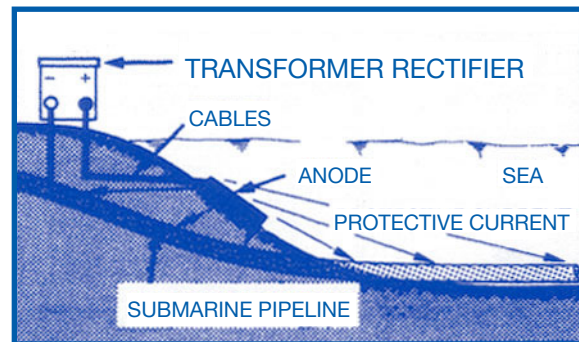 - +
TRANSFORMER RECTIFIER
CABLES
ANODE
SEA
PROTECTIVE CURRENT
SUBMARINE PIPELINE